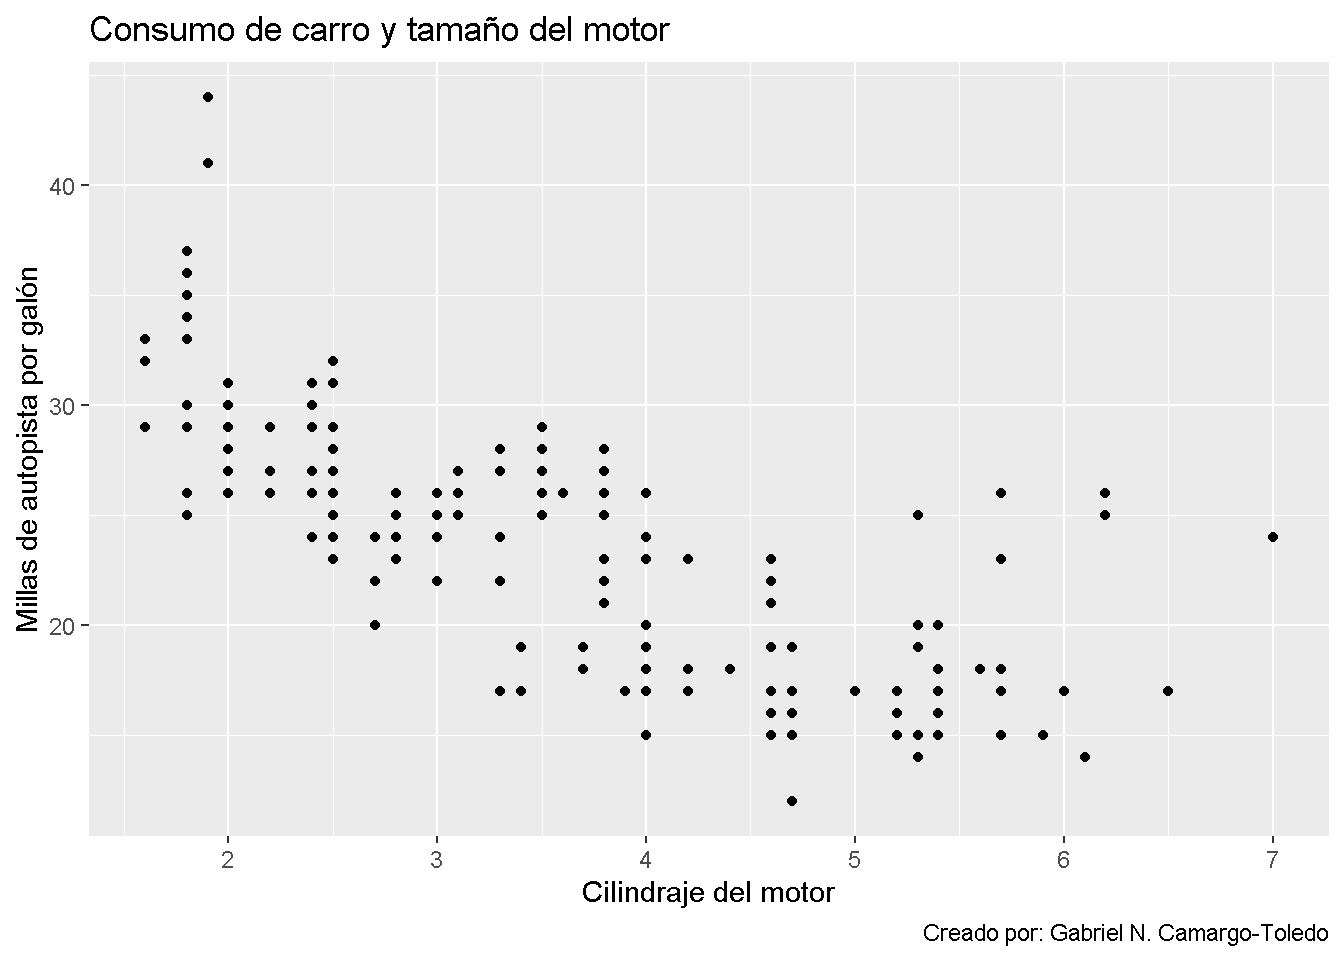 Consumo de carro y tamaño del motor
Millas de autopista por galón
40
30
20
2
3
4
5
6
7
Cilindraje del motor
Creado por: Gabriel N. Camargo-Toledo